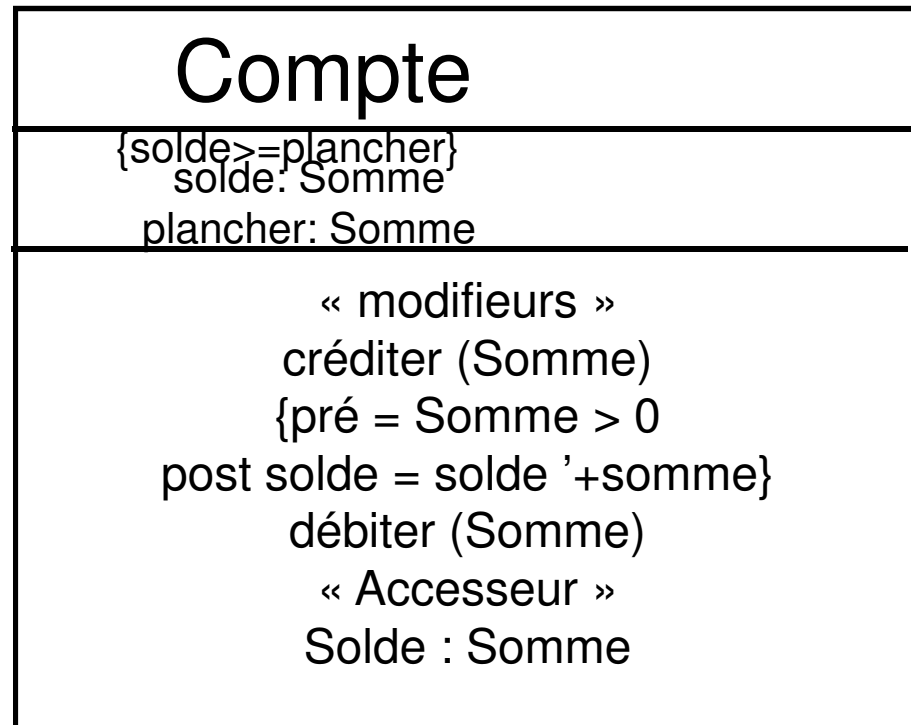 Compte
{solde>=plancher}
solde: Somme
plancher: Somme
« modifieurs »
créditer (Somme)
{pré = Somme > 0
post solde = solde ’+somme}
débiter (Somme)
« Accesseur »
Solde : Somme